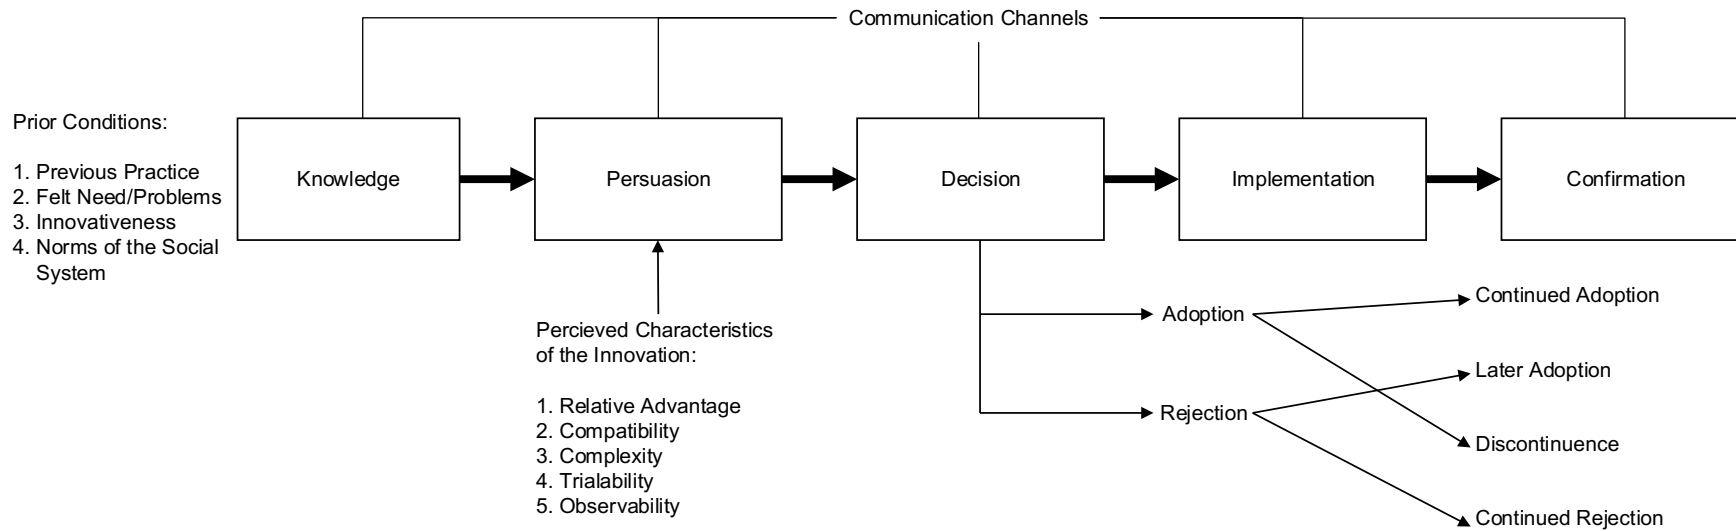 Communication Channels
Prior Conditions:
1. Previous Practice
2. Felt Need/Problems
3. Innovativeness
4. Norms of the Social
System
Knowledge
Persuasion
Decision
Implementation
Confirmation
Percieved Characteristics
of the Innovation:
1. Relative Advantage
2. Compatibility
3. Complexity
4. Trialability
5. Observability
Adoption
Rejection
Continued Adoption
Later Adoption
Discontinuence
Continued Rejection